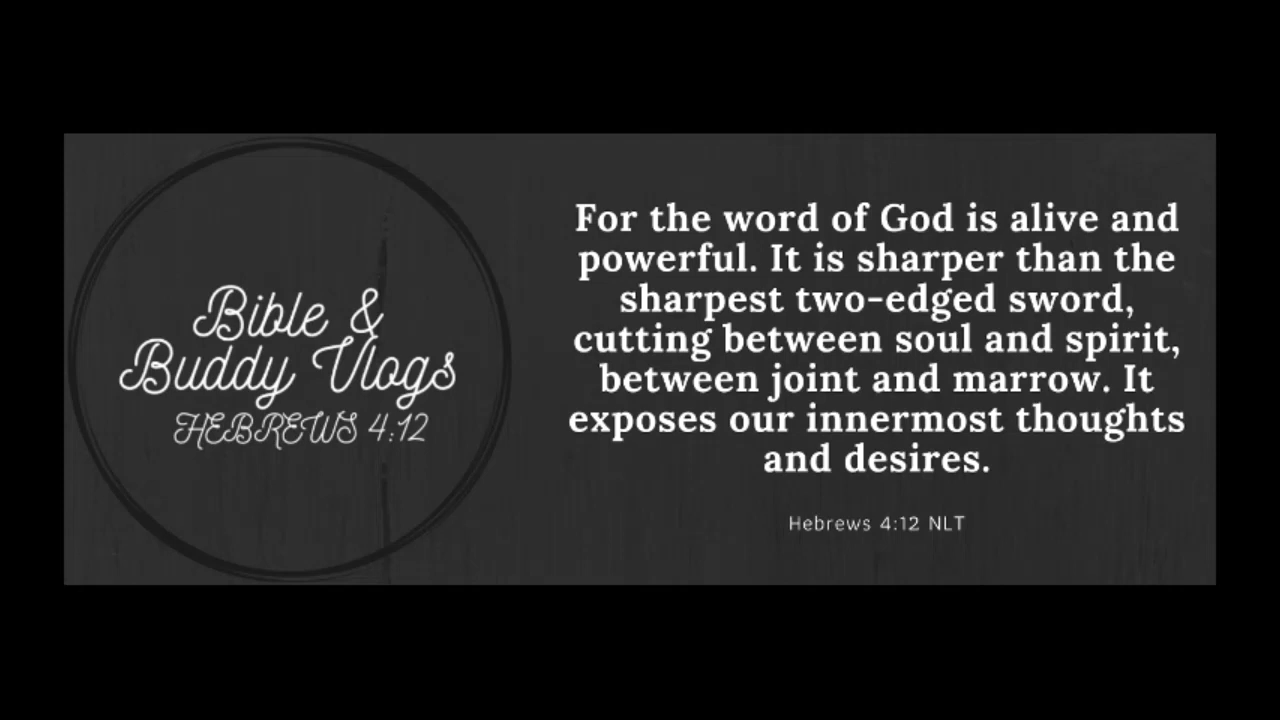 Bible &
Buddy Vlogs
HEBREWS 4:12
For the word of God is alive and
powerful. It is sharper than the
sharpest two-edged sword,
cutting between soul and spirit,
between joint and marrow. It
exposes our innermost thoughts
and desires.
Hebrews 4:12 NLT